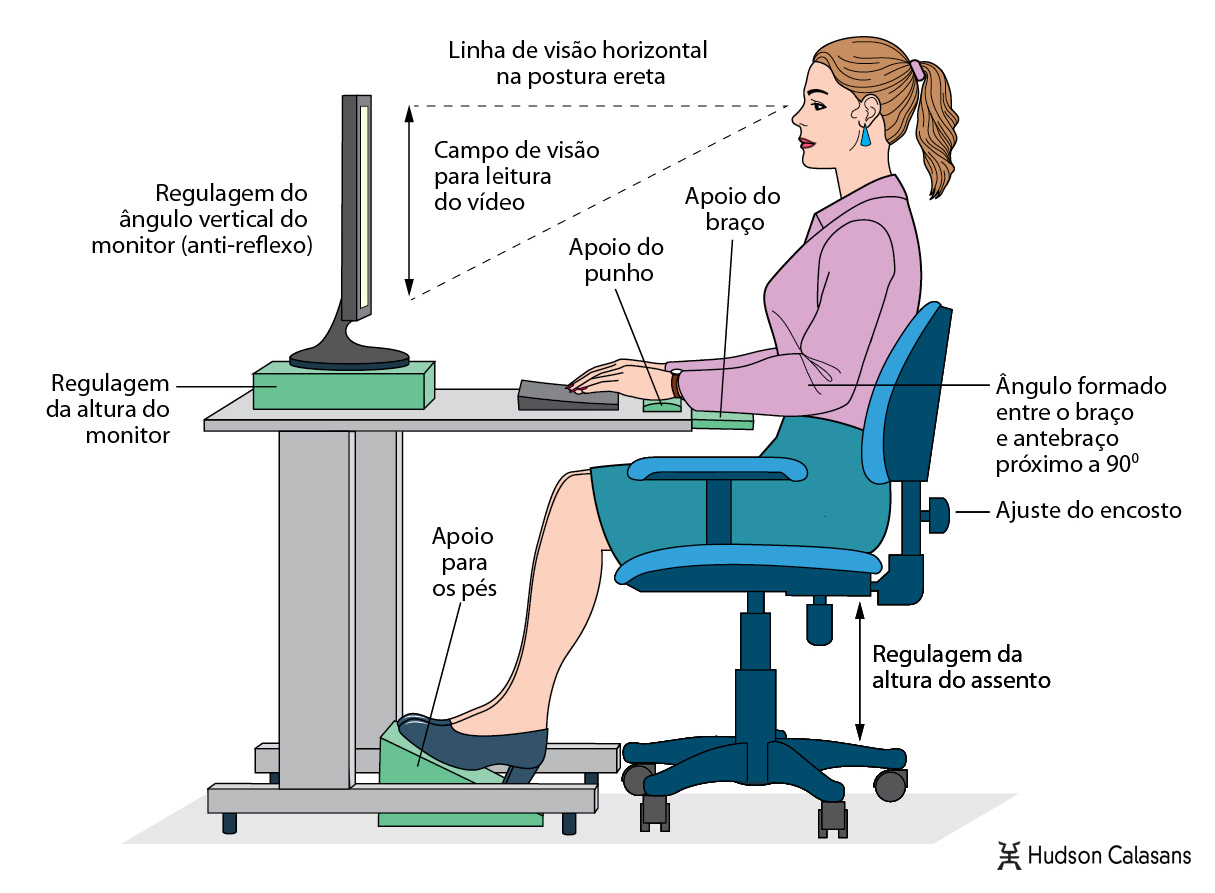 Linha de visão horizontal
na postura ereta
Campo de visão
para leitura
do vídeo
Regulagem do
ângulo vertical do
monitor (anti-reflexo)
Apoio do
braço
Apoio do
punho
Regulagem
da altura do
monitor
Ângulo formado
entre o braço
e antebraço
próximo a 90⁰
Ajuste do encosto
Apoio
para
os pés
Regulagem da
altura do assento
Hudson Calasans